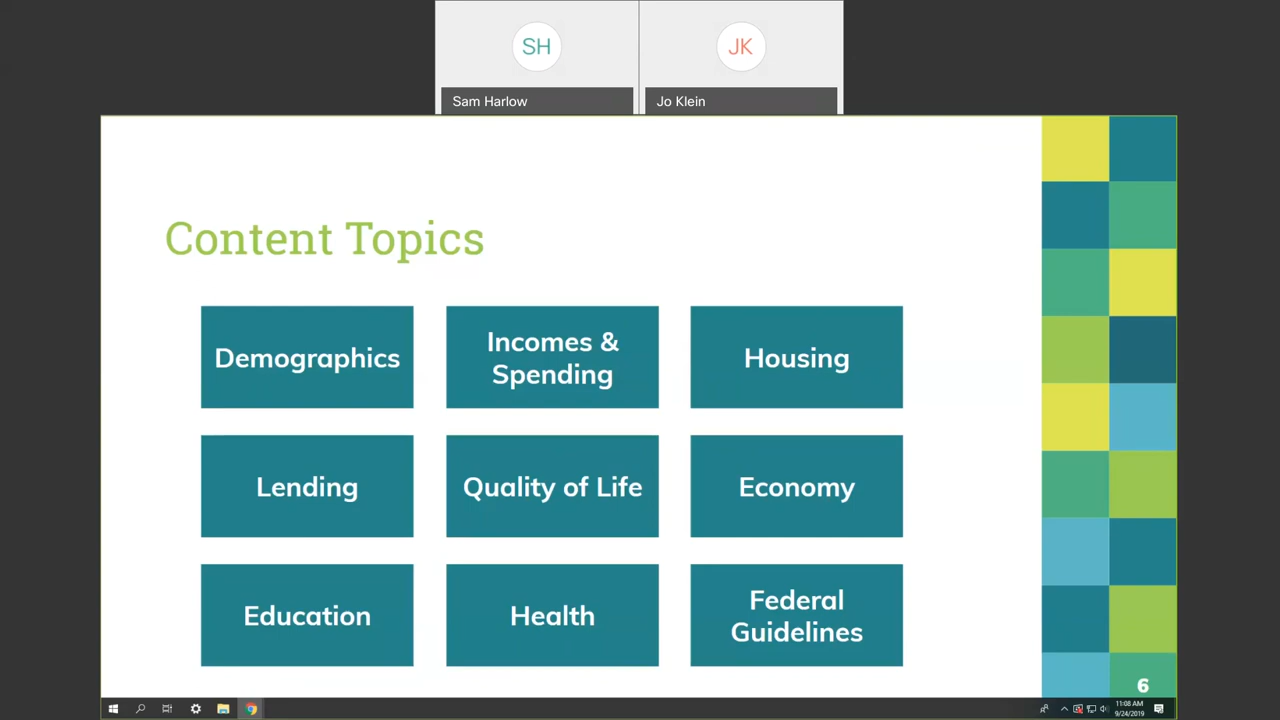 SH
JK
Sam Harlow
Jo Klein
Content Topics
Demographics
Incomes &
Spending
Housing
Lending
Quality of Life
Economy
Education
Health
Federal
Guidelines
6
11:08 AM
9/24/2019